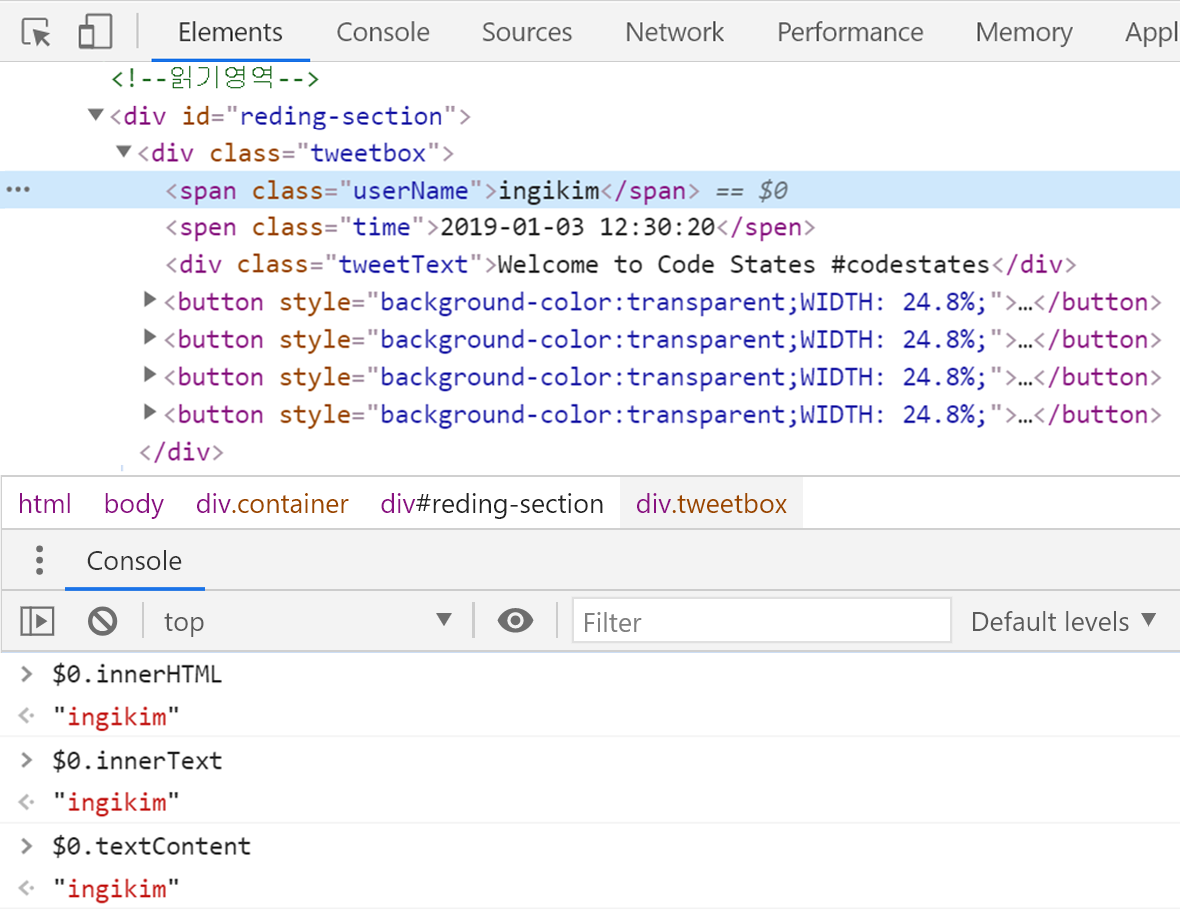 Elements Console Sources Network Performance Memory Appl
<!--읽기영역-->
▼<div id="reding-section">
▼<div class="tweetbox">
… <span class="userName">ingikim</span> == $0
<spen class="time">2019-01-03 12:30:20</spen>
<div class="tweetText">Welcome to Code States #codestates</div>
▶<button style="background-color:transparent;WIDTH: 24.8%;">…</button>
▶<button style="background-color:transparent;WIDTH: 24.8%;">…</button>
▶<button style="background-color:transparent;WIDTH: 24.8%;">…</button>
▶<button style="background-color:transparent;WIDTH: 24.8%;">…</button>
</div>
html body div.container div#reding-section div.tweetbox
Console
top ▼ Filter Default levels ▼
> $0.innerHTML
"ingikim"
> $0.innerText
"ingikim"
> $0.textContent
"ingikim"